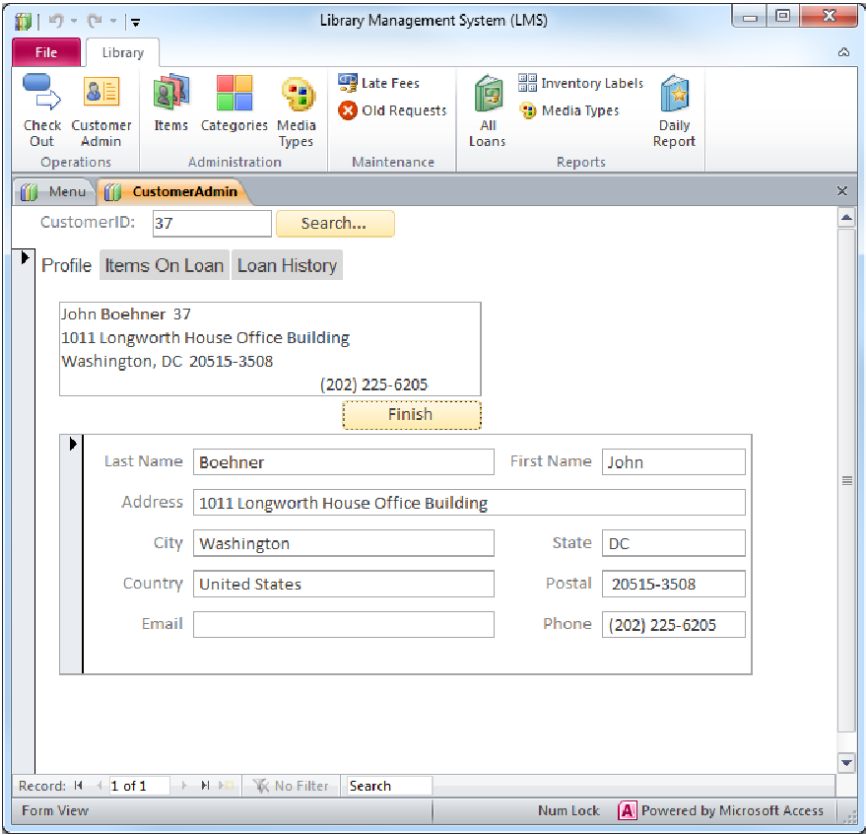 Library Management System (LMS)
File Library
Check Out Customer Admin Items Categories Media Types Late Fees Old Requests All Loans Inventory Labels Media Types Daily Report
Operations Administration Maintenance Reports
Menu CustomerAdmin
CustomerID: 37 Search...
Profile Items On Loan Loan History
John Boehner 37
1011 Longworth House Office Building
Washington, DC 20515-3508
(202) 225-6205
Finish
Last Name Boehner First Name John
Address 1011 Longworth House Office Building
City Washington State DC
Country United States Postal 20515-3508
Email Phone (202) 225-6205
Record: 1 of 1 No Filter Search
Form View Num Lock A Powered by Microsoft Access